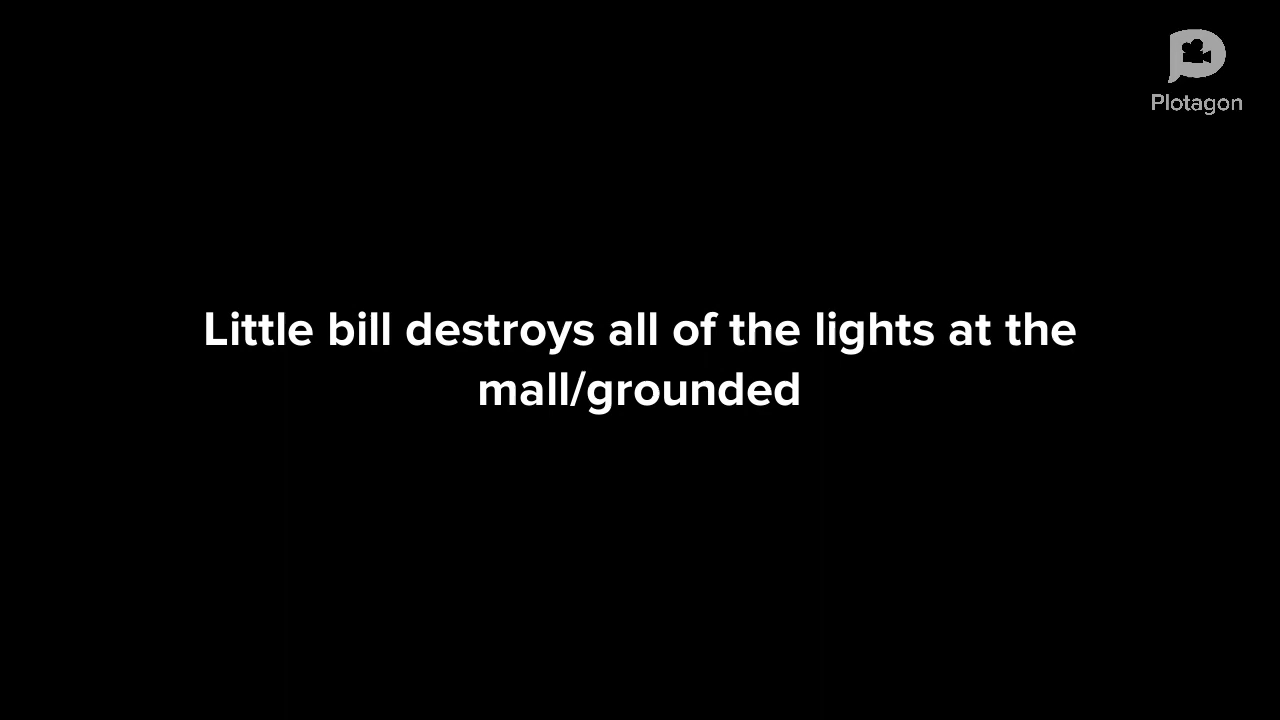 Plotagon
Little bill destroys all of the lights at the
mall/grounded